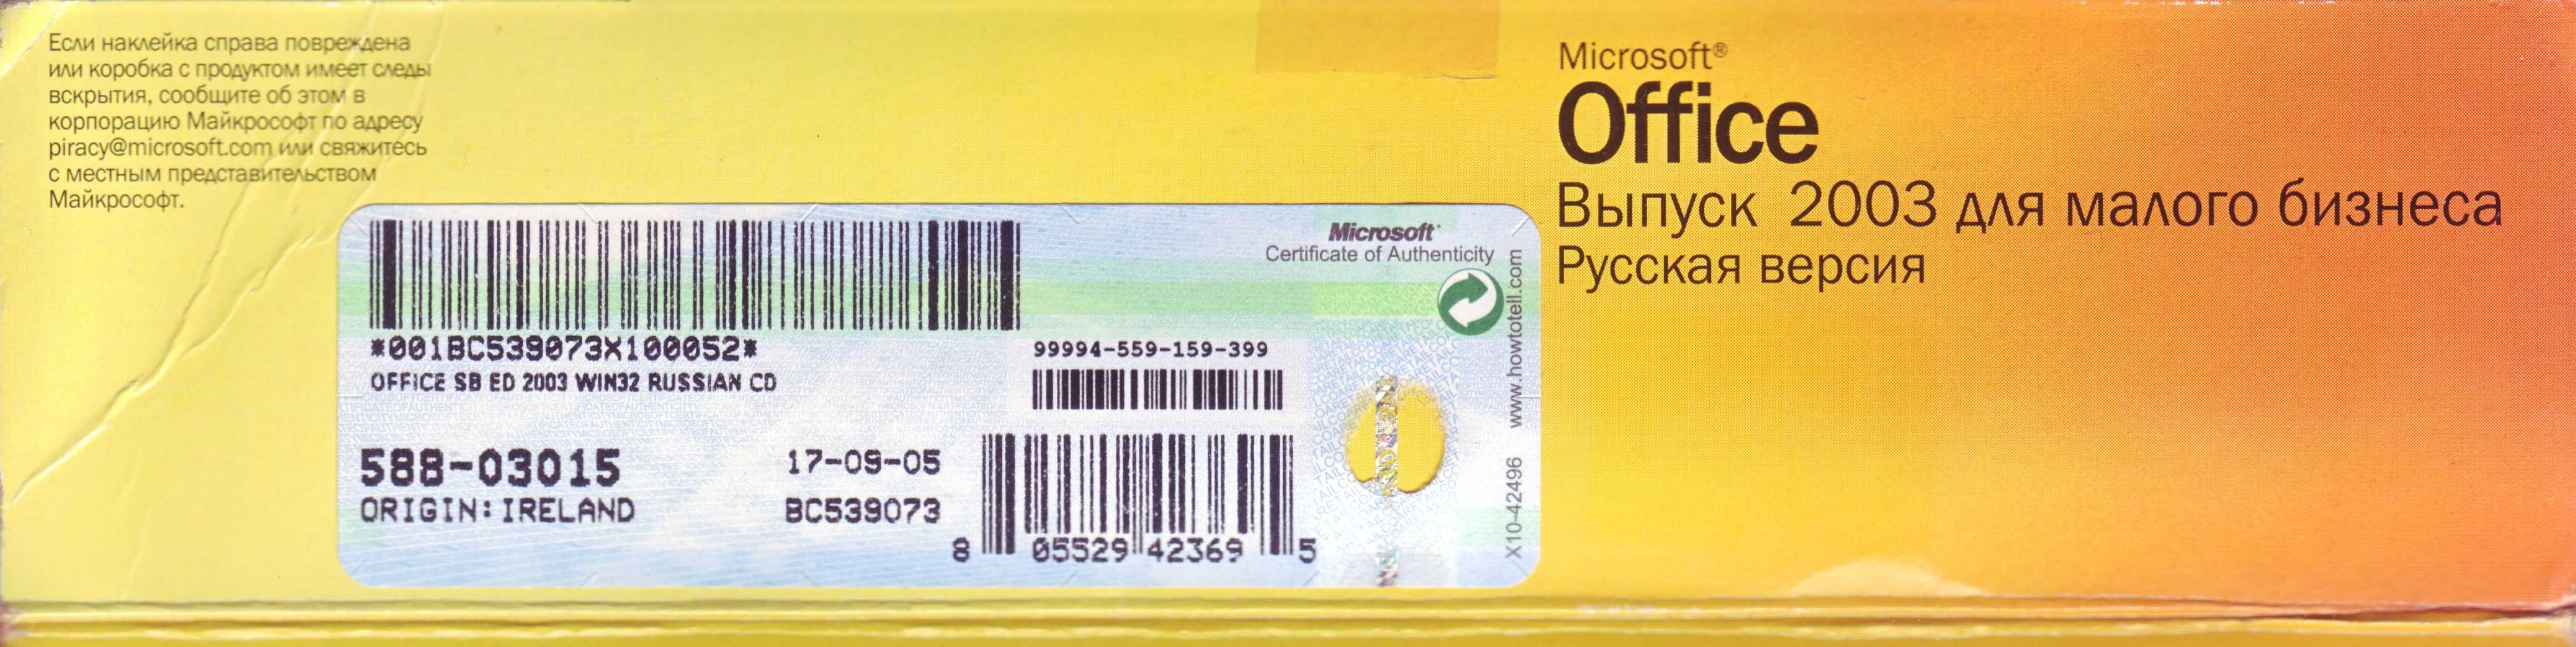 Если наклейка справа повреждена
или коробка с продуктом имеет следы
вскрытия, сообщите об этом в
корпорацию Майкрософт по адресу
piracy@microsoft.com или свяжитесь
с местным представительством
Майкрософт.
*001BC539073X100052*
OFFICE SB ED 2003 WIN32 RUSSIAN CD
588-03015
ORIGIN:IRELAND
17-09-05
BC539073
99994-559-159-399
8 05529 42369 5
Microsoft
Certificate of Authenticity
www.howtotell.com
X10-42496
Microsoft®
Office
Выпуск 2003 для малого бизнеса
Русская версия